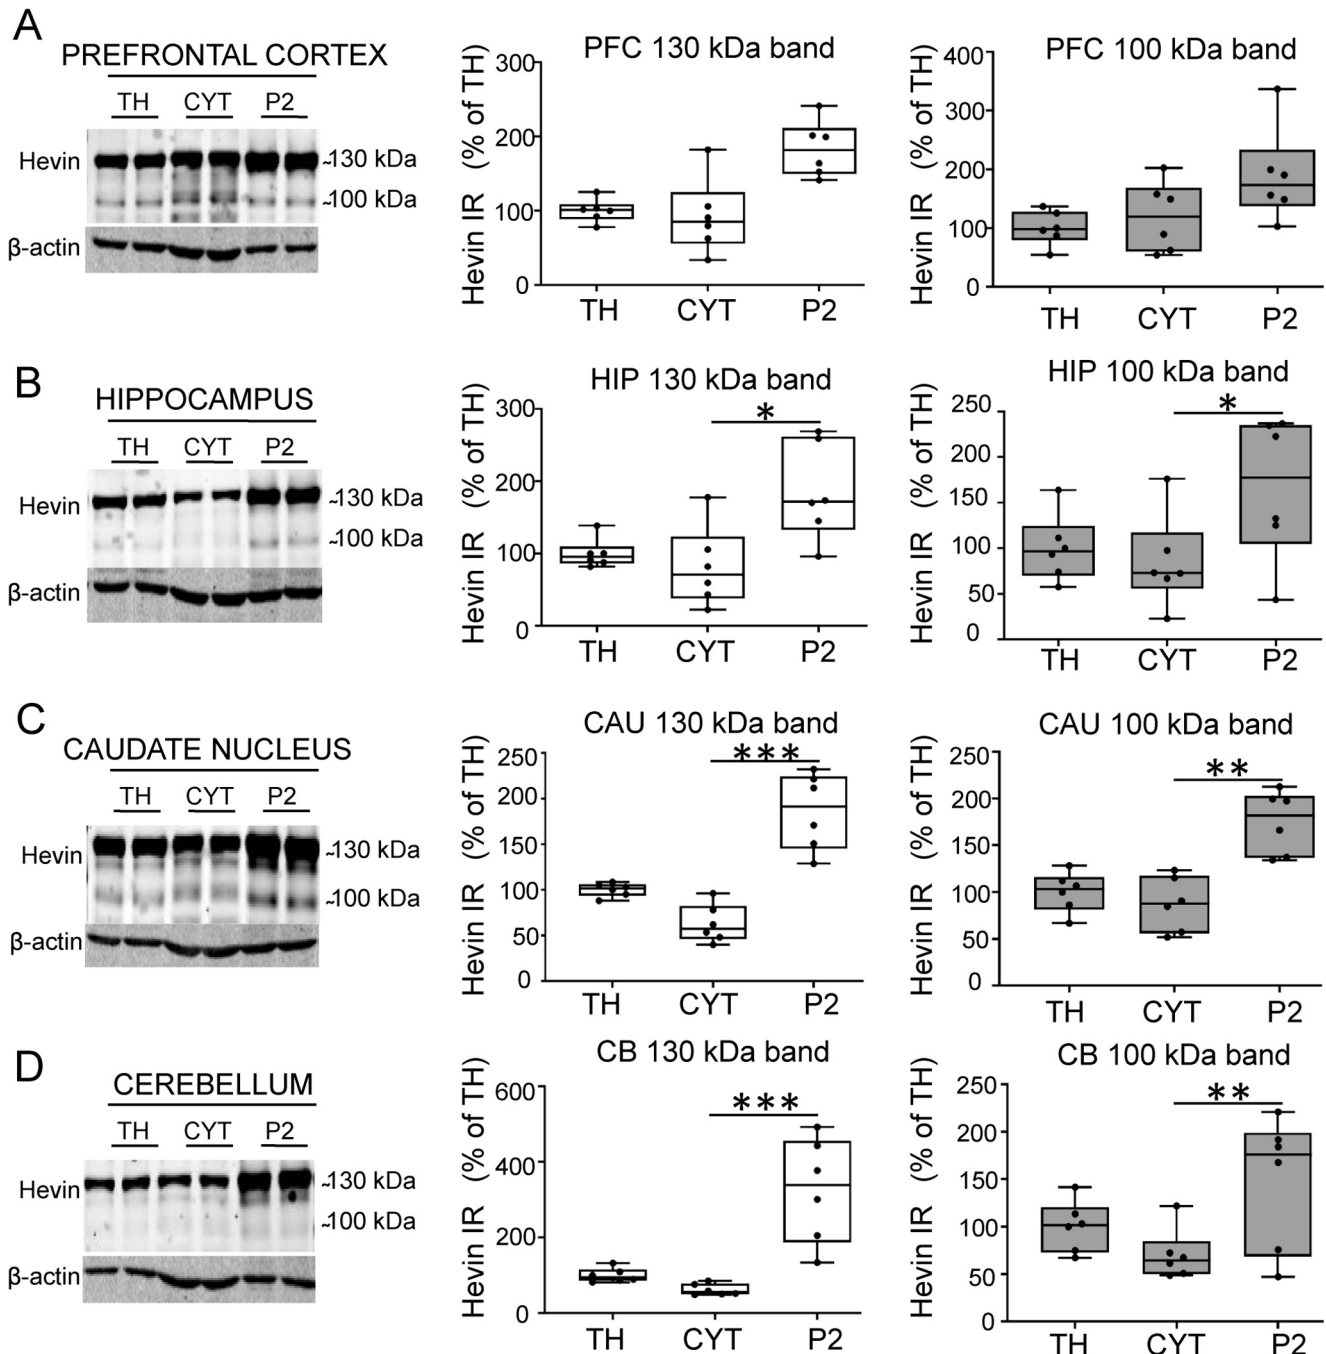 A
PREFRONTAL CORTEX
TH CYT P2
Hevin
~130 kDa
~100 kDa
β-actin
PFC 130 kDa band
Hevin IR (% of TH)
300
200
100
0
TH CYT P2
PFC 100 kDa band
Hevin IR (% of TH)
400
300
200
100
0
TH CYT P2
B
HIPPOCAMPUS
TH CYT P2
Hevin
~130 kDa
~100 kDa
β-actin
HIP 130 kDa band
Hevin IR (% of TH)
300
200
100
0
*
TH CYT P2
HIP 100 kDa band
Hevin IR (% of TH)
250
200
150
100
50
0
*
TH CYT P2
C
CAUDATE NUCLEUS
TH CYT P2
Hevin
~130 kDa
~100 kDa
β-actin
CAU 130 kDa band
Hevin IR (% of TH)
250
200
150
100
50
0
***
TH CYT P2
CAU 100 kDa band
Hevin IR (% of TH)
250
200
150
100
50
0
**
TH CYT P2
D
CEREBELLUM
TH CYT P2
Hevin
~130 kDa
~100 kDa
β-actin
CB 130 kDa band
Hevin IR (% of TH)
600
400
200
0
***
TH CYT P2
CB 100 kDa band
Hevin IR (% of TH)
250
200
150
100
50
0
**
TH CYT P2